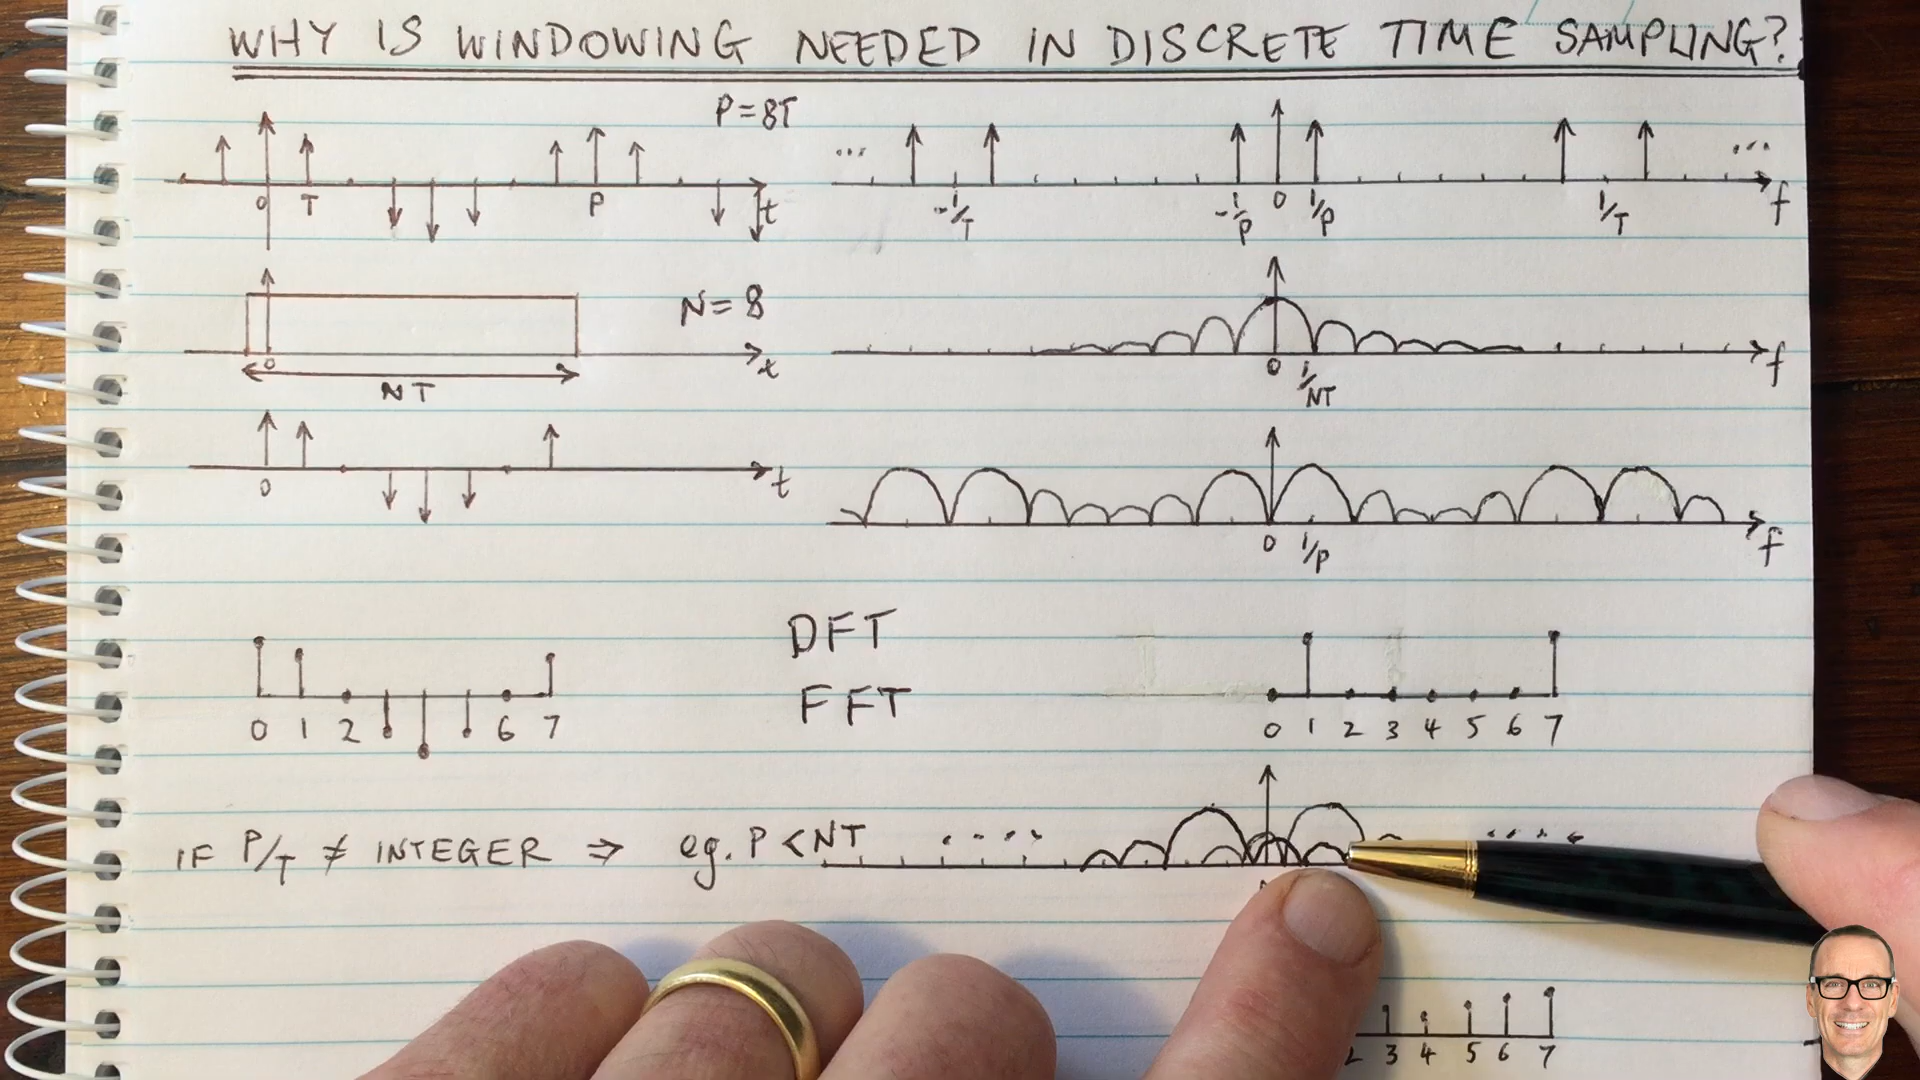 WHY IS WINDOWING NEEDED IN DISCRETE TIME SAMPLING?
P=8T
...
...
0 T P t
-1/T -1/P 0 1/P 1/T f
N=8
0 t
NT
0 1/NT f
0 t
0 1/P f
DFT
FFT
0 1 2 6 7
0 1 2 3 4 5 6 7
IF P/T ≠ INTEGER ⇒ eg. P < NT
2 3 4 5 6 7